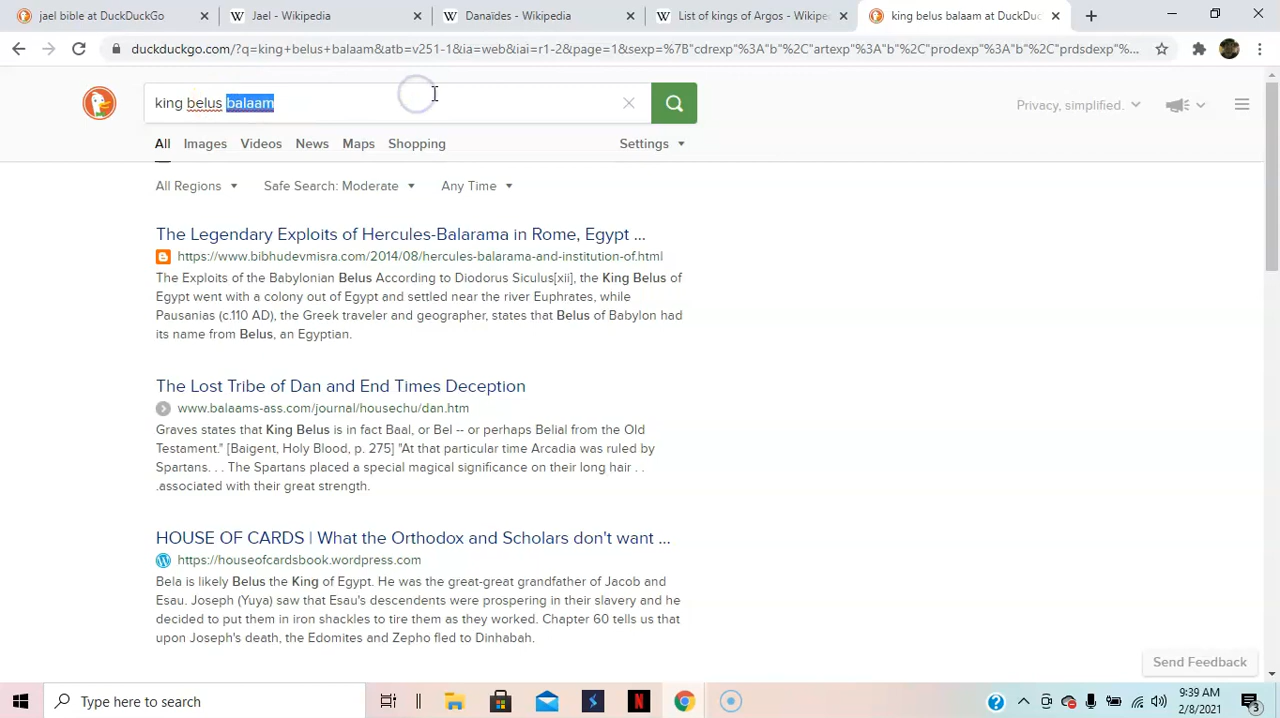 jael bible at DuckDuckGo
Jael - Wikipedia
Danaïdes - Wikipedia
List of kings of Argos - Wikipe
king belus balaam at DuckDuc
duckduckgo.com/?q=king+belus+balaam&atb=v251-1&ia=web&iai=r1-2&page=1&sexp=%7B"cdrexp"%3A"b"%2C"artexp"%3A"b"%2C"prodexp"%3A"b"%2C"prdsdexp"%3A"b"%2C"langexp"%3...
king belus balaam
Privacy, simplified.
All Images Videos News Maps Shopping Settings
All Regions Safe Search: Moderate Any Time
The Legendary Exploits of Hercules-Balarama in Rome, Egypt ...
https://www.bibhudevmisra.com/2014/08/hercules-balarama-and-institution-of.html
The Exploits of the Babylonian Belus According to Diodorus Siculus[xii], the King Belus of
Egypt went with a colony out of Egypt and settled near the river Euphrates, while
Pausanias (c.110 AD), the Greek traveler and geographer, states that Belus of Babylon had
its name from Belus, an Egyptian.
The Lost Tribe of Dan and End Times Deception
www.balaams-ass.com/journal/housechu/dan.htm
Graves states that King Belus is in fact Baal, or Bel -- or perhaps Belial from the Old
Testament." [Baigent, Holy Blood, p. 275] "At that particular time Arcadia was ruled by
Spartans. . . The Spartans placed a special magical significance on their long hair . .
.associated with their great strength.
HOUSE OF CARDS | What the Orthodox and Scholars don't want ...
https://houseofcardsbook.wordpress.com
Bela is likely Belus the King of Egypt. He was the great-great grandfather of Jacob and
Esau. Joseph (Yuya) saw that Esau's descendents were prospering in their slavery and he
decided to put them in iron shackles to tire them as they worked. Chapter 60 tells us that
upon Joseph's death, the Edomites and Zepho fled to Dinhabah.
Send Feedback
Type here to search
9:39 AM
2/8/2021
3